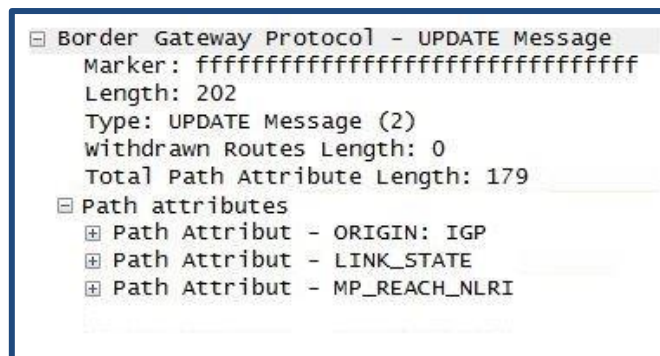 Border Gateway Protocol - UPDATE Message
Marker: ffffffffffffffffffffffffffffffff
Length: 202
Type: UPDATE Message (2)
Withdrawn Routes Length: 0
Total Path Attribute Length: 179
Path attributes
Path Attribut - ORIGIN: IGP
Path Attribut - LINK_STATE
Path Attribut - MP_REACH_NLRI